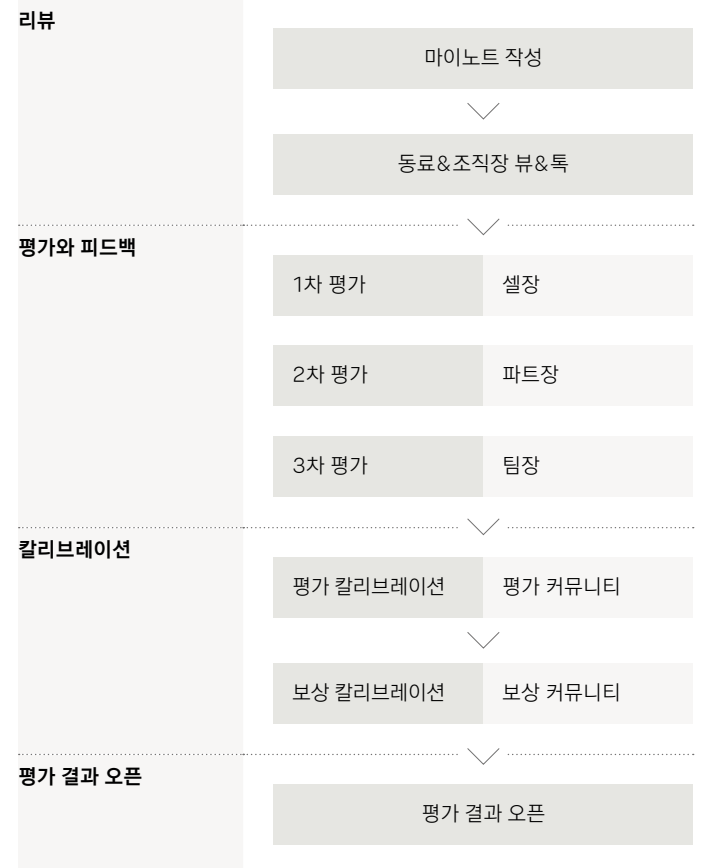 리뷰
마이노트 작성
동료&조직장 뷰&톡
평가와 피드백
1차 평가 셀장
2차 평가 파트장
3차 평가 팀장
칼리브레이션
평가 칼리브레이션 평가 커뮤니티
보상 칼리브레이션 보상 커뮤니티
평가 결과 오픈
평가 결과 오픈